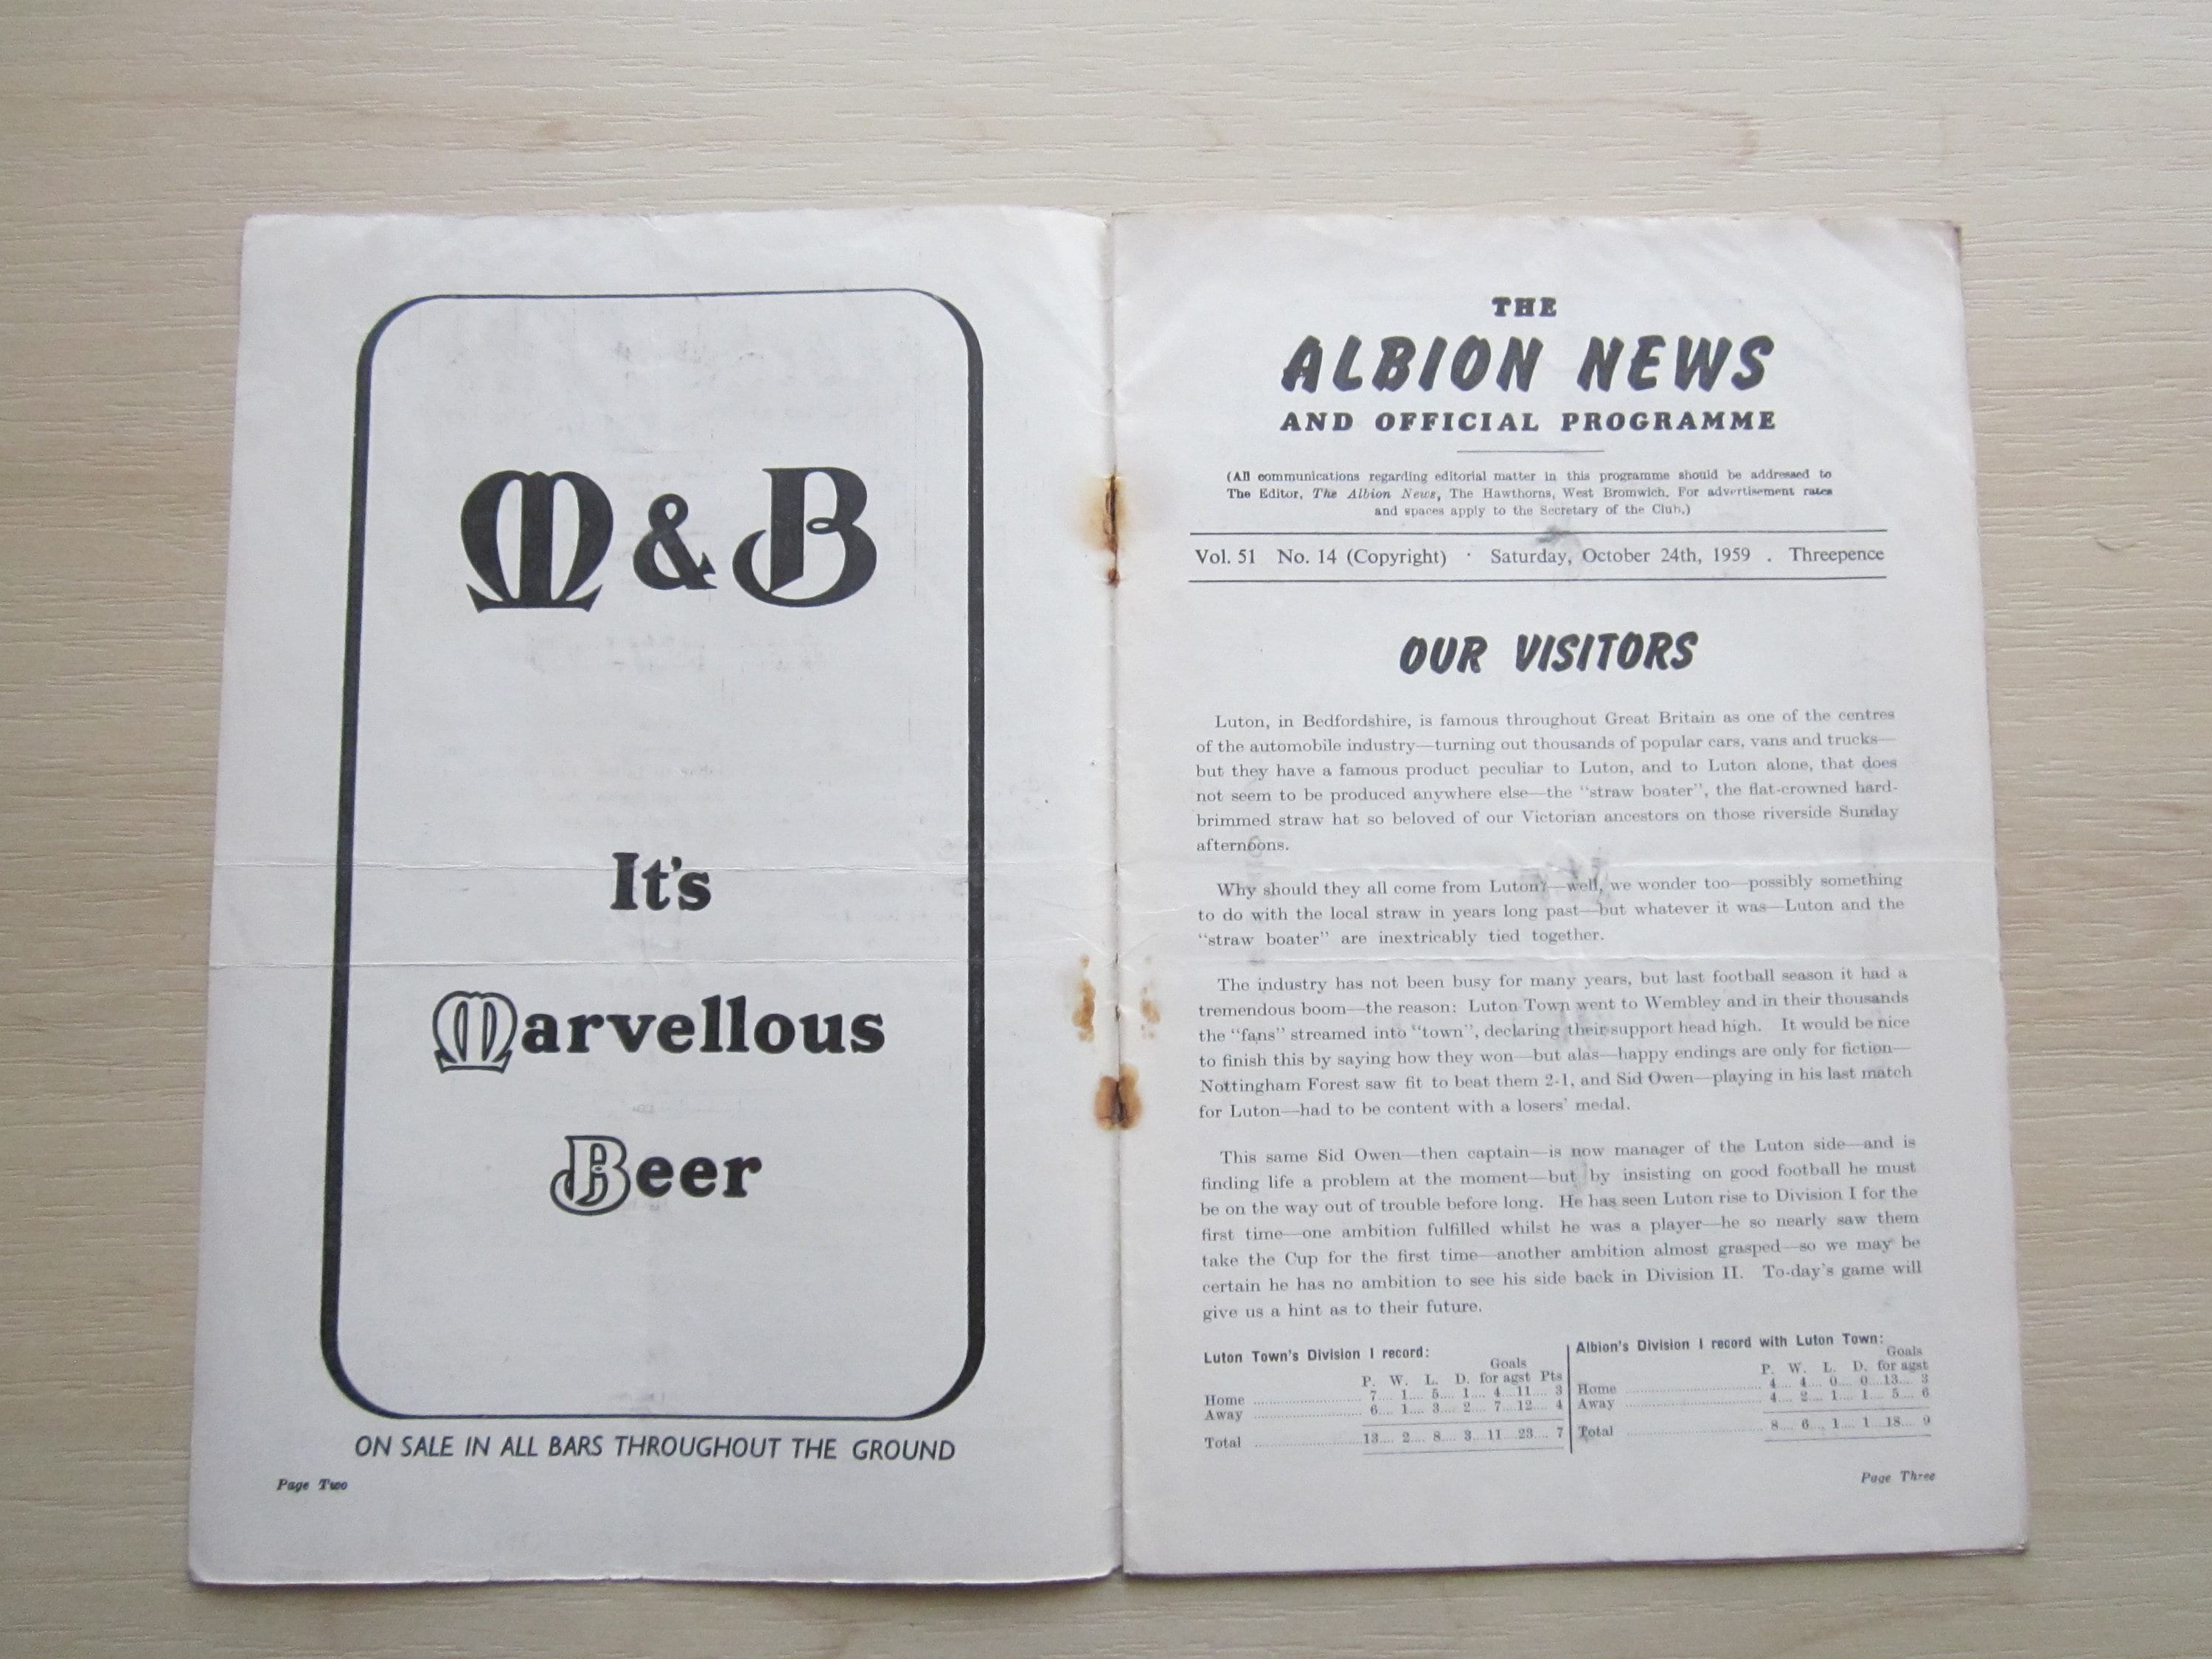 M & B
It's
Marvellous
Beer
ON SALE IN ALL BARS THROUGHOUT THE GROUND
Page Two
THE
ALBION NEWS
AND OFFICIAL PROGRAMME
(All communications regarding editorial matter in this programme should be addressed to
The Editor, The Albion News, The Hawthorns, West Bromwich. For advertisement rates
and spaces apply to the Secretary of the Club.)
Vol. 51 No. 14 (Copyright) · Saturday, October 24th, 1959 . Threepence
OUR VISITORS
Luton, in Bedfordshire, is famous throughout Great Britain as one of the centres
of the automobile industry—turning out thousands of popular cars, vans and trucks—
but they have a famous product peculiar to Luton, and to Luton alone, that does
not seem to be produced anywhere else—the "straw boater", the flat-crowned hard-
brimmed straw hat so beloved of our Victorian ancestors on those riverside Sunday
afternoons.
Why should they all come from Luton?—well, we wonder too—possibly something
to do with the local straw in years long past—but whatever it was—Luton and the
"straw boater" are inextricably tied together.
The industry has not been busy for many years, but last football season it had a
tremendous boom—the reason: Luton Town went to Wembley and in their thousands
the "fans" streamed into "town", declaring their support head high. It would be nice
to finish this by saying how they won—but alas—happy endings are only for fiction—
Nottingham Forest saw fit to beat them 2-1, and Sid Owen—playing in his last match
for Luton—had to be content with a losers' medal.
This same Sid Owen—then captain—is now manager of the Luton side—and is
finding life a problem at the moment—but by insisting on good football he must
be on the way out of trouble before long. He has seen Luton rise to Division I for the
first time—one ambition fulfilled whilst he was a player—he so nearly saw them
take the Cup for the first time—another ambition almost grasped—so we may be
certain he has no ambition to see his side back in Division II. To-day's game will
give us a hint as to their future.
Luton Town's Division I record:
Goals
P. W. L. D. for agst Pts
Home 7 1 5 1 4 11 3
Away 6 1 3 2 7 12 4
Total 13 2 8 3 11 23 7
Albion's Division I record with Luton Town:
Goals
P. W. L. D. for agst
Home 4 4 0 0 13 3
Away 4 2 1 1 5 6
Total 8 6 1 1 18 9
Page Three